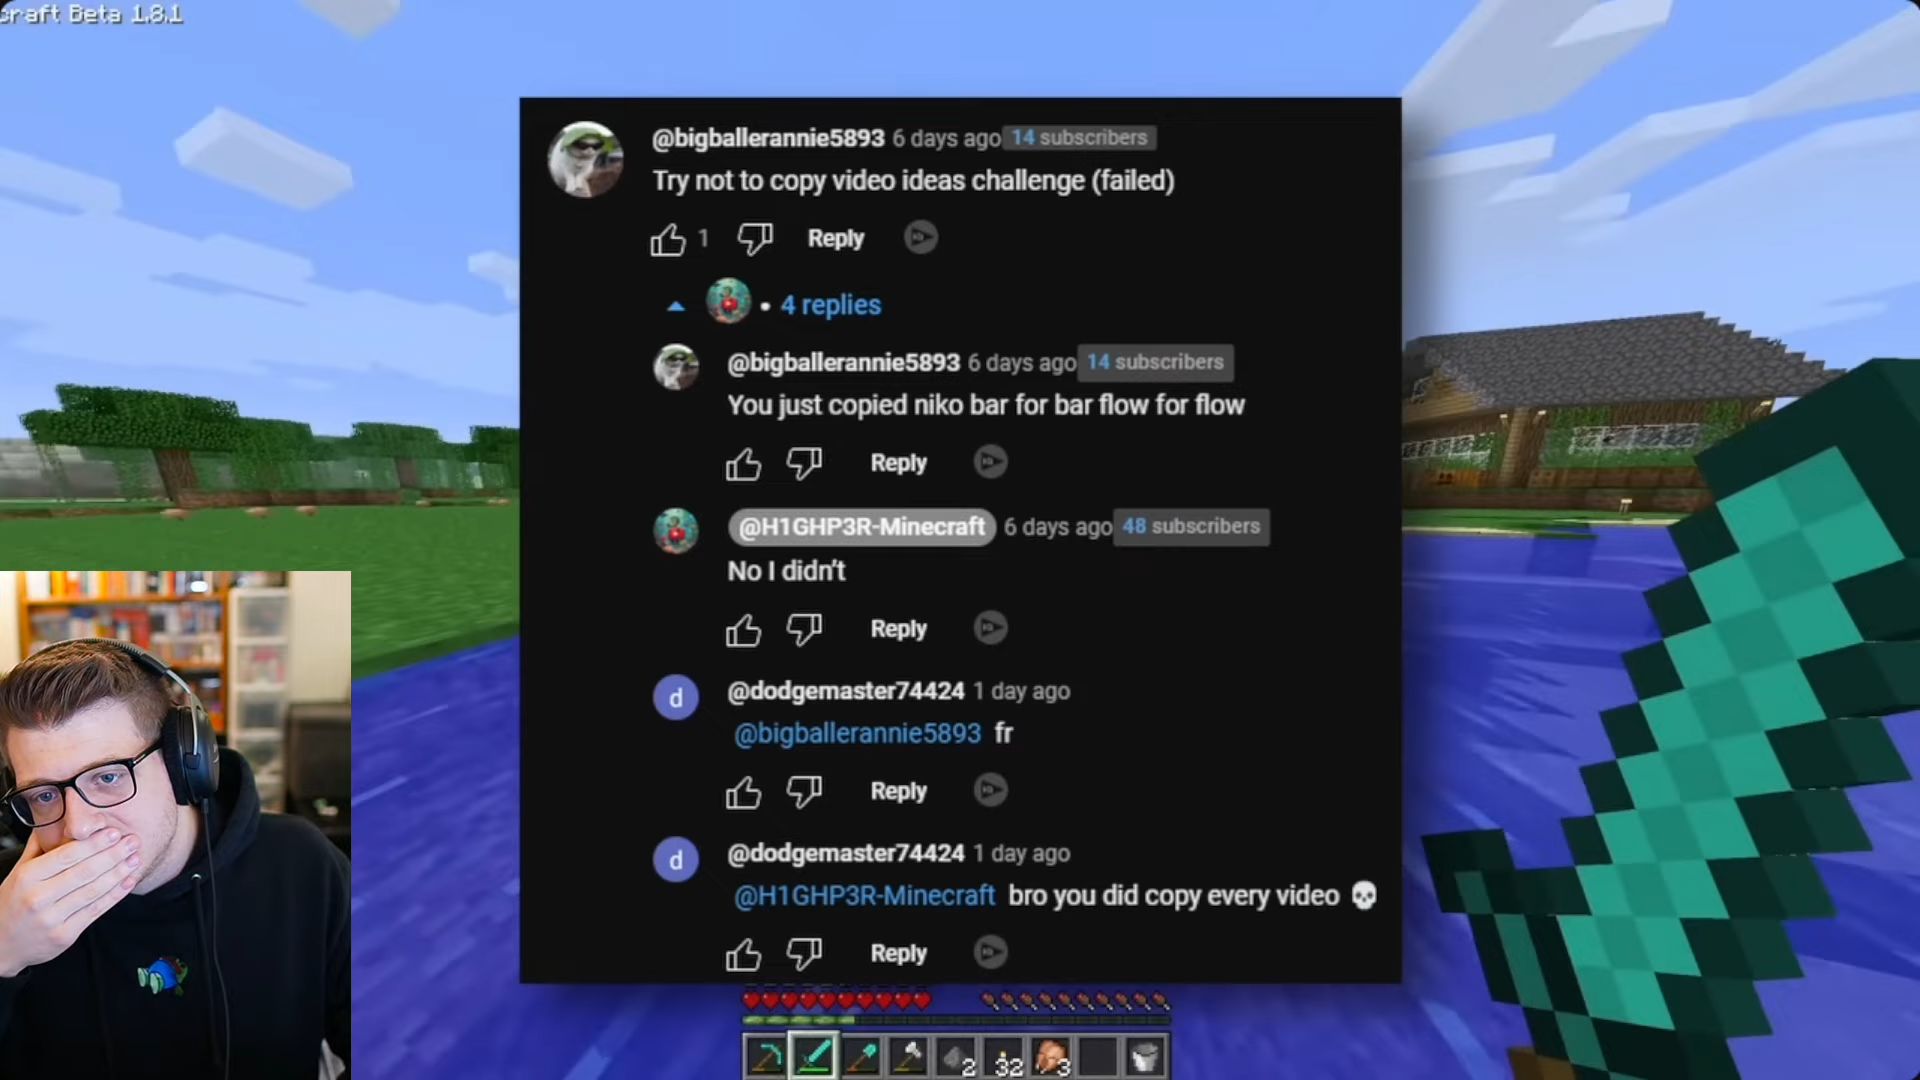 craft Beta 1.8.1
@bigballerannie5893 6 days ago 14 subscribers
Try not to copy video ideas challenge (failed)
1 Reply
• 4 replies
@bigballerannie5893 6 days ago 14 subscribers
You just copied niko bar for bar flow for flow
Reply
@H1GHP3R-Minecraft 6 days ago 48 subscribers
No I didn't
Reply
d @dodgemaster74424 1 day ago
@bigballerannie5893 fr
Reply
d @dodgemaster74424 1 day ago
@H1GHP3R-Minecraft bro you did copy every video 💀
Reply
2 32 3